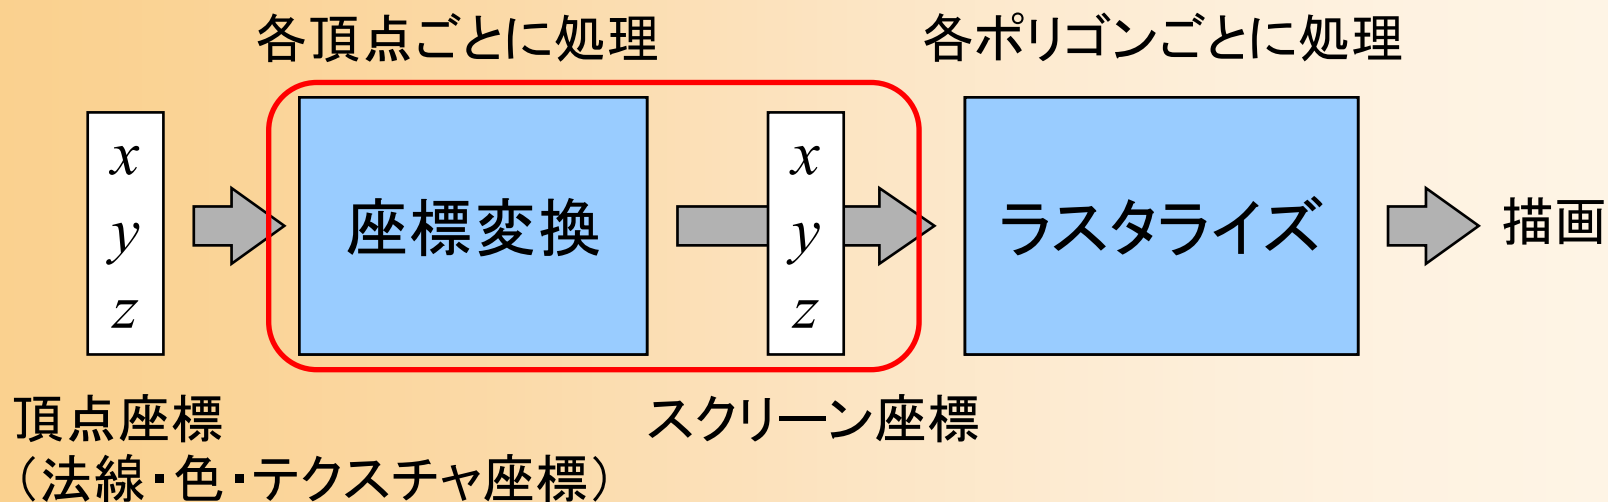 各頂点ごとに処理
各ポリゴンごとに処理
x
y
z
座標変換
x
y
z
ラスタライズ
描画
頂点座標
（法線・色・テクスチャ座標）
スクリーン座標